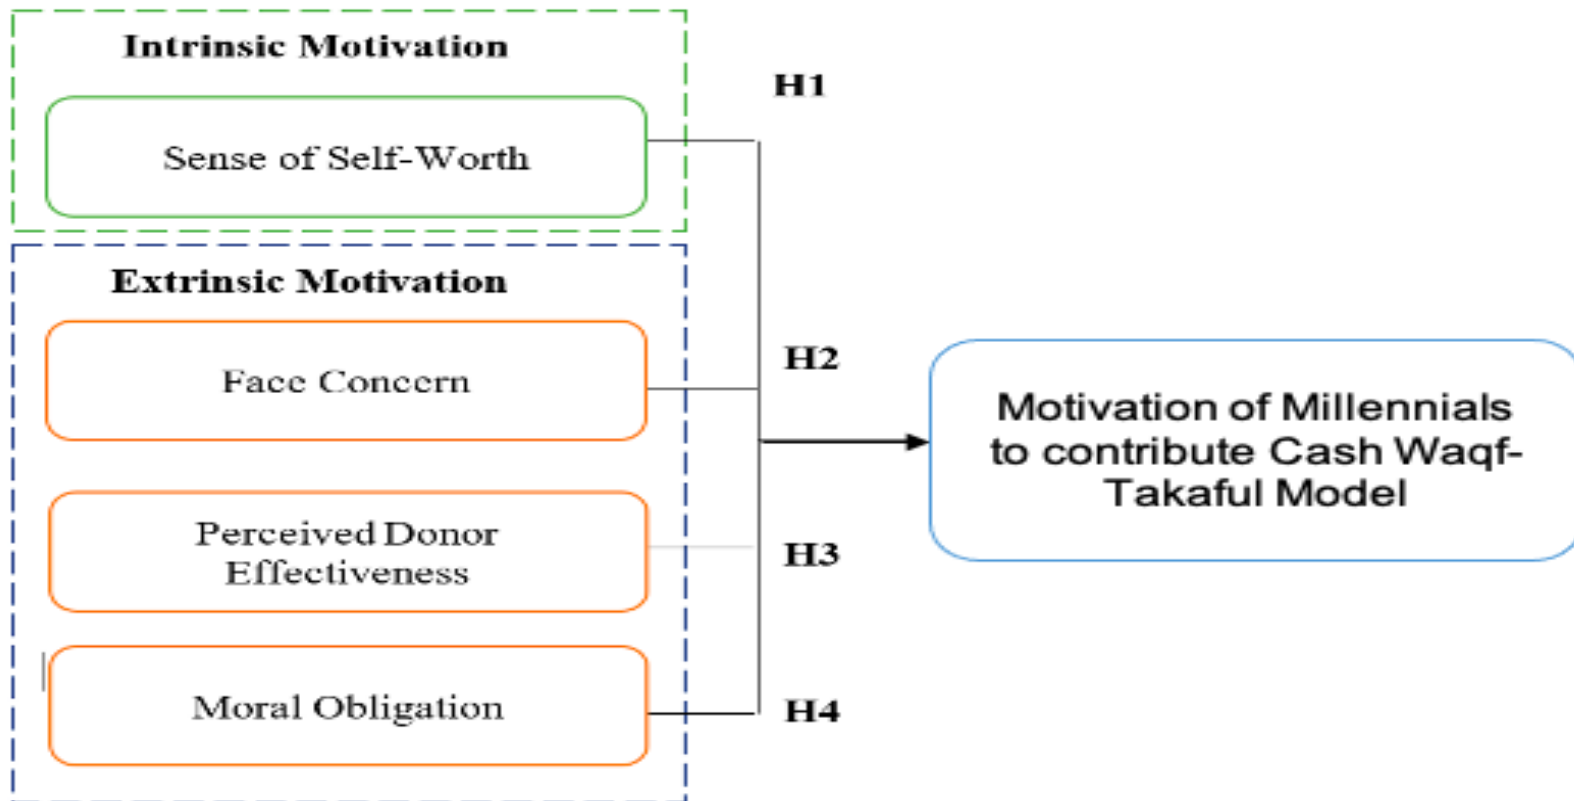 Intrinsic Motivation
H1
Sense of Self-Worth
Extrinsic Motivation
H2
Face Concern
Motivation of Millennials
to contribute Cash Waqf-
Takaful Model
Perceived Donor
Effectiveness
H3
Moral Obligation
H4